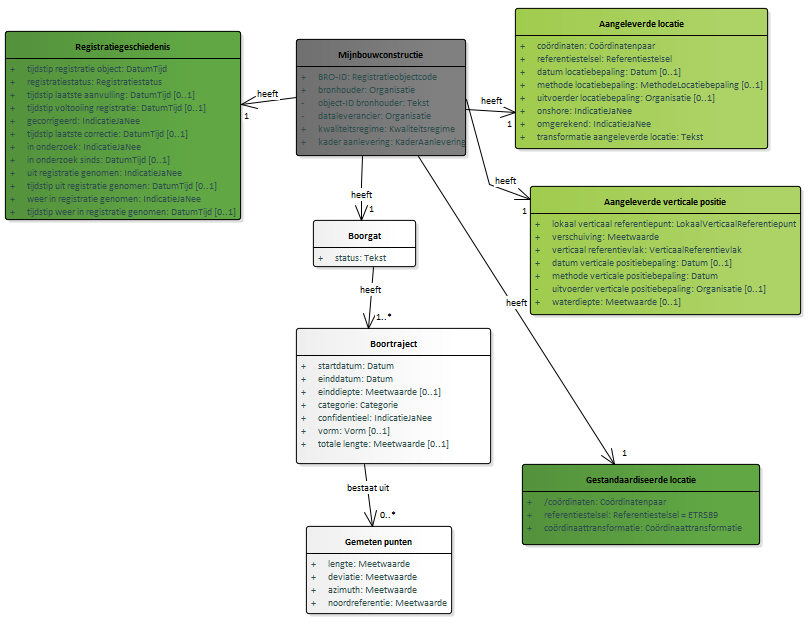 Registratiegeschiedenis
+ tijdstip registratie object: DatumTijd
+ registratiestatus: Registratiestatus
+ tijdstip laatste aanvulling: DatumTijd [0..1]
+ tijdstip voltooiing registratie: DatumTijd [0..1]
+ gecorrigeerd: IndicatieJaNee
+ tijdstip laatste correctie: DatumTijd [0..1]
+ in onderzoek: IndicatieJaNee
+ in onderzoek sinds: DatumTijd [0..1]
+ uit registratie genomen: IndicatieJaNee
+ tijdstip uit registratie genomen: DatumTijd [0..1]
+ weer in registratie genomen: IndicatieJaNee
+ tijdstip weer in registratie genomen: DatumTijd [0..1]
heeft
1
Mijnbouwconstructie
+ BRO-ID: Registratieobjectcode
+ bronhouder: Organisatie
- object-ID bronhouder: Tekst
- dataleverancier: Organisatie
+ kwaliteitsregime: Kwaliteitsregime
+ kader aanlevering: KaderAanlevering
heeft
1
Aangeleverde locatie
+ coördinaten: Coördinatenpaar
+ referentiestelsel: Referentiestelsel
+ datum locatiebepaling: Datum [0..1]
+ methode locatiebepaling: MethodeLocatiebepaling [0..1]
+ uitvoerder locatiebepaling: Organisatie [0..1]
+ onshore: IndicatieJaNee
+ omgerekend: IndicatieJaNee
+ transformatie aangeleverde locatie: Tekst
heeft
1
Aangeleverde verticale positie
+ lokaal verticaal referentiepunt: LokaalVerticaalReferentiepunt
+ verschuiving: Meetwaarde
+ verticaal referentievlak: VerticaalReferentievlak
+ datum verticale positiebepaling: Datum [0..1]
+ methode verticale positiebepaling: Datum
- uitvoerder verticale positiebepaling: Organisatie [0..1]
+ waterdiepte: Meetwaarde [0..1]
heeft
1
Boorgat
+ status: Tekst
heeft
1..*
Boortraject
+ startdatum: Datum
+ einddatum: Datum
+ einddiepte: Meetwaarde [0..1]
+ categorie: Categorie
+ confidentieel: IndicatieJaNee
+ vorm: Vorm [0..1]
+ totale lengte: Meetwaarde [0..1]
bestaat uit
0..*
Gemeten punten
+ lengte: Meetwaarde
+ deviatie: Meetwaarde
+ azimuth: Meetwaarde
+ noordreferentie: Meetwaarde
heeft
1
Gestandaardiseerde locatie
+ /coördinaten: Coördinatenpaar
+ referentiestelsel: Referentiestelsel = ETRS89
+ coördinaattransformatie: Coördinaattransformatie